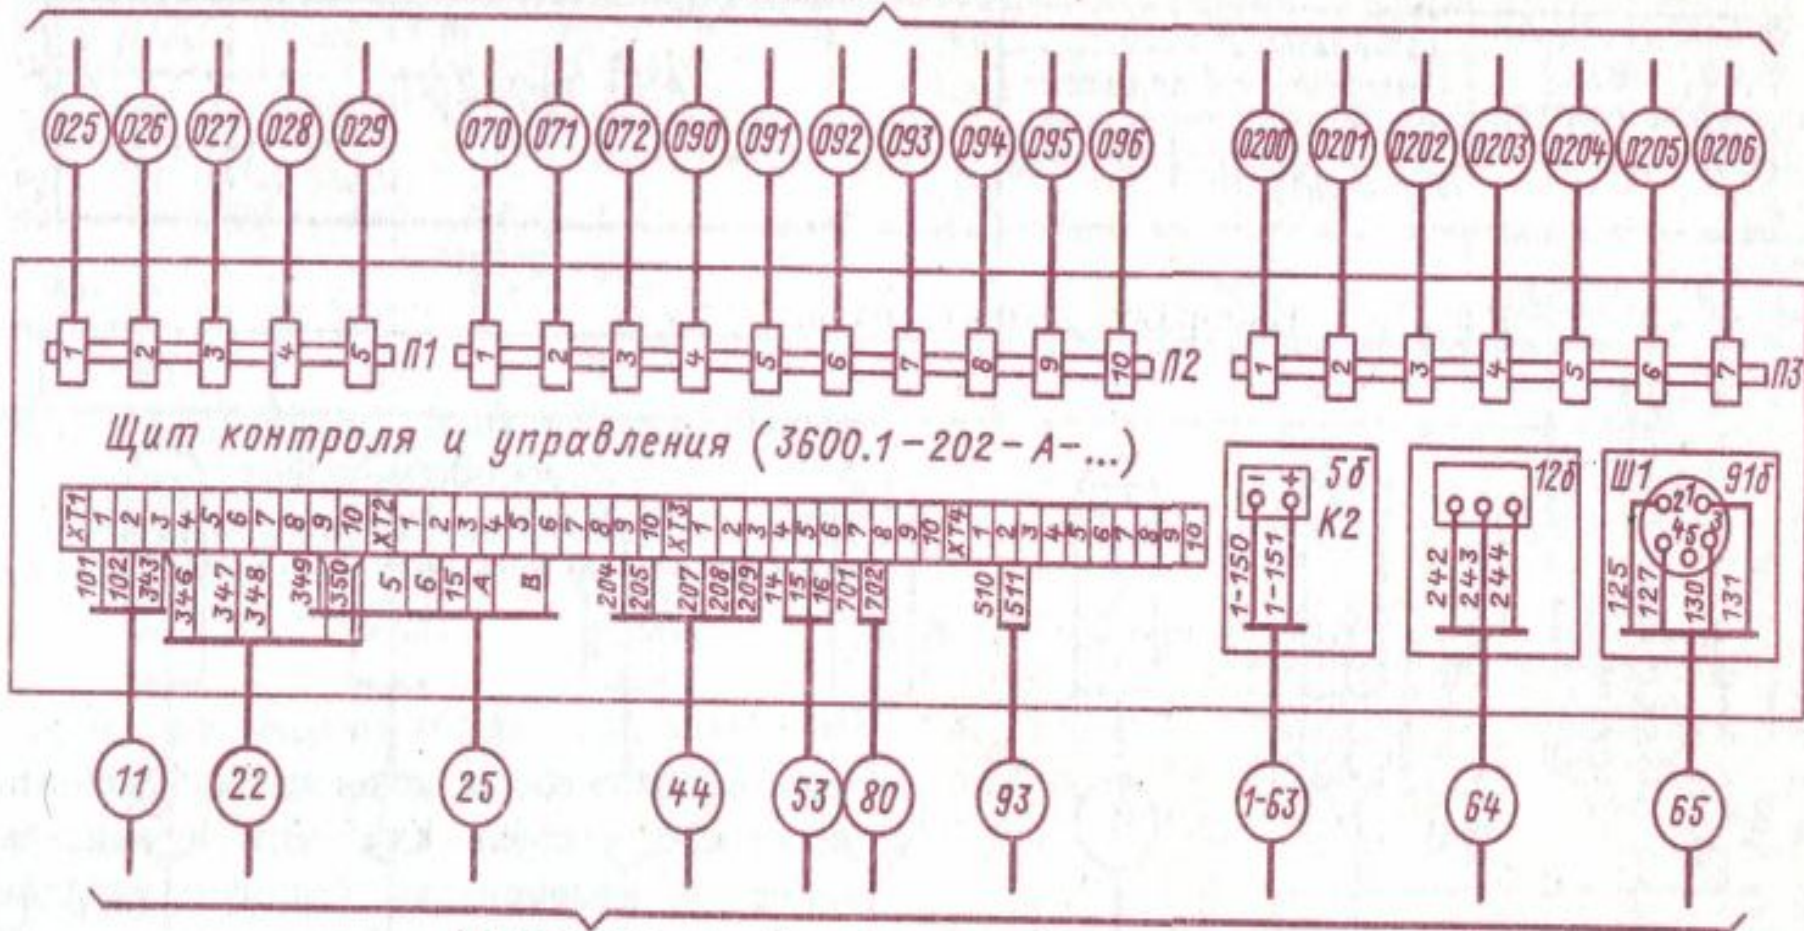 025 026 027 028 029 070 071 072 090 091 092 093 094 095 096 0200 0201 0202 0203 0204 0205 0206
1 2 3 4 5 П1 1 2 3 4 5 6 7 8 9 10 П2 1 2 3 4 5 6 7 П3
Щит контроля и управления (3600.1-202-А-...)
- + 5б
К2
12б
Ш1 91б
2 1
4 5 3
ХТ1 1 2 3 4 5 6 7 8 9 10 ХТ2 1 2 3 4 5 6 7 8 9 10 ХТ3 1 2 3 4 5 6 7 8 9 10 ХТ4 1 2 3 4 5 6 7 8 9 10
101 102 343 346 347 348 349 350 5 6 15 А В 204 205 207 208 209 14 15 16 701 702 510 511 1-150 1-151 242 243 244 125 127 130 131
11 22 25 44 53 80 93 1-63 64 65